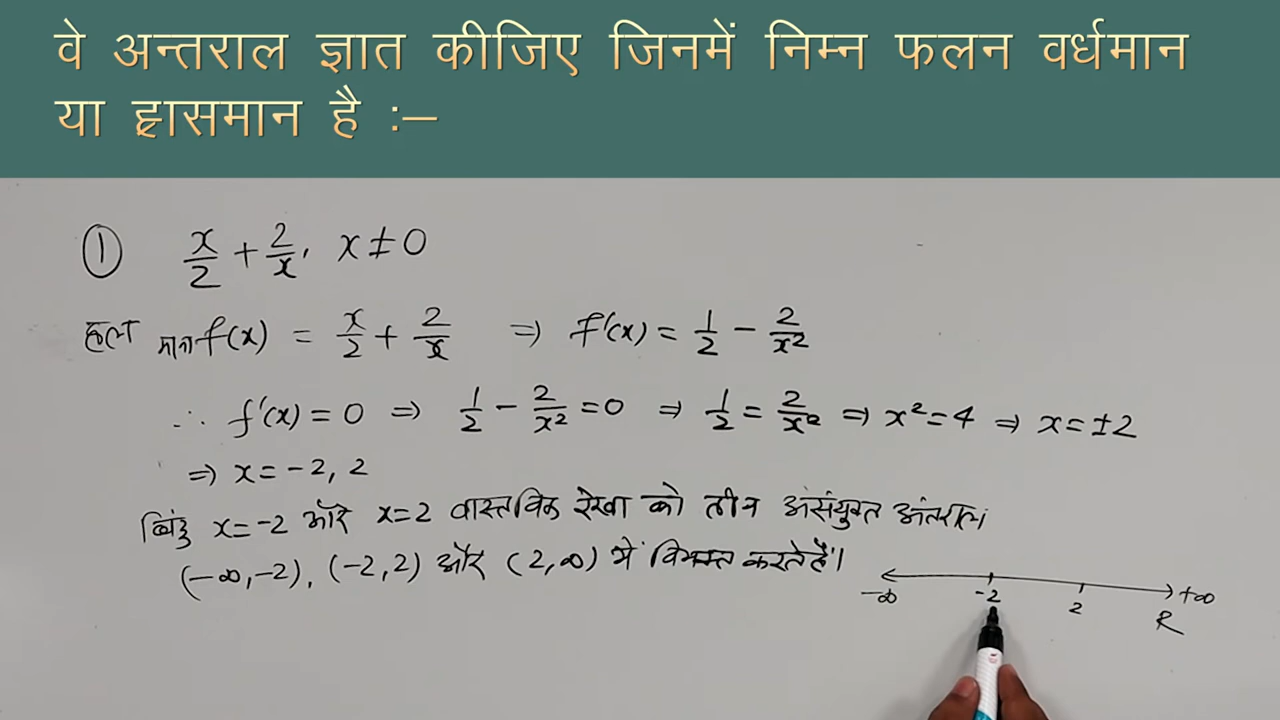 वे अन्तराल ज्ञात कीजिए जिनमें निम्न फलन वर्धमान
या ह्रासमान है :–
① x/2 + 2/x, x≠0
हल माना f(x) = x/2 + 2/x ⇒ f'(x) = 1/2 − 2/x²
∴ f'(x) = 0 ⇒ 1/2 − 2/x² = 0 ⇒ 1/2 = 2/x² ⇒ x² = 4 ⇒ x = ±2
⇒ x = −2, 2
बिंदु x = −2 और x = 2 वास्तविक रेखा को तीन असंयुक्त अंतराल
(−∞, −2), (−2, 2) और (2, ∞) में विभक्त करते हैं।
−∞ −2 2 +∞
R